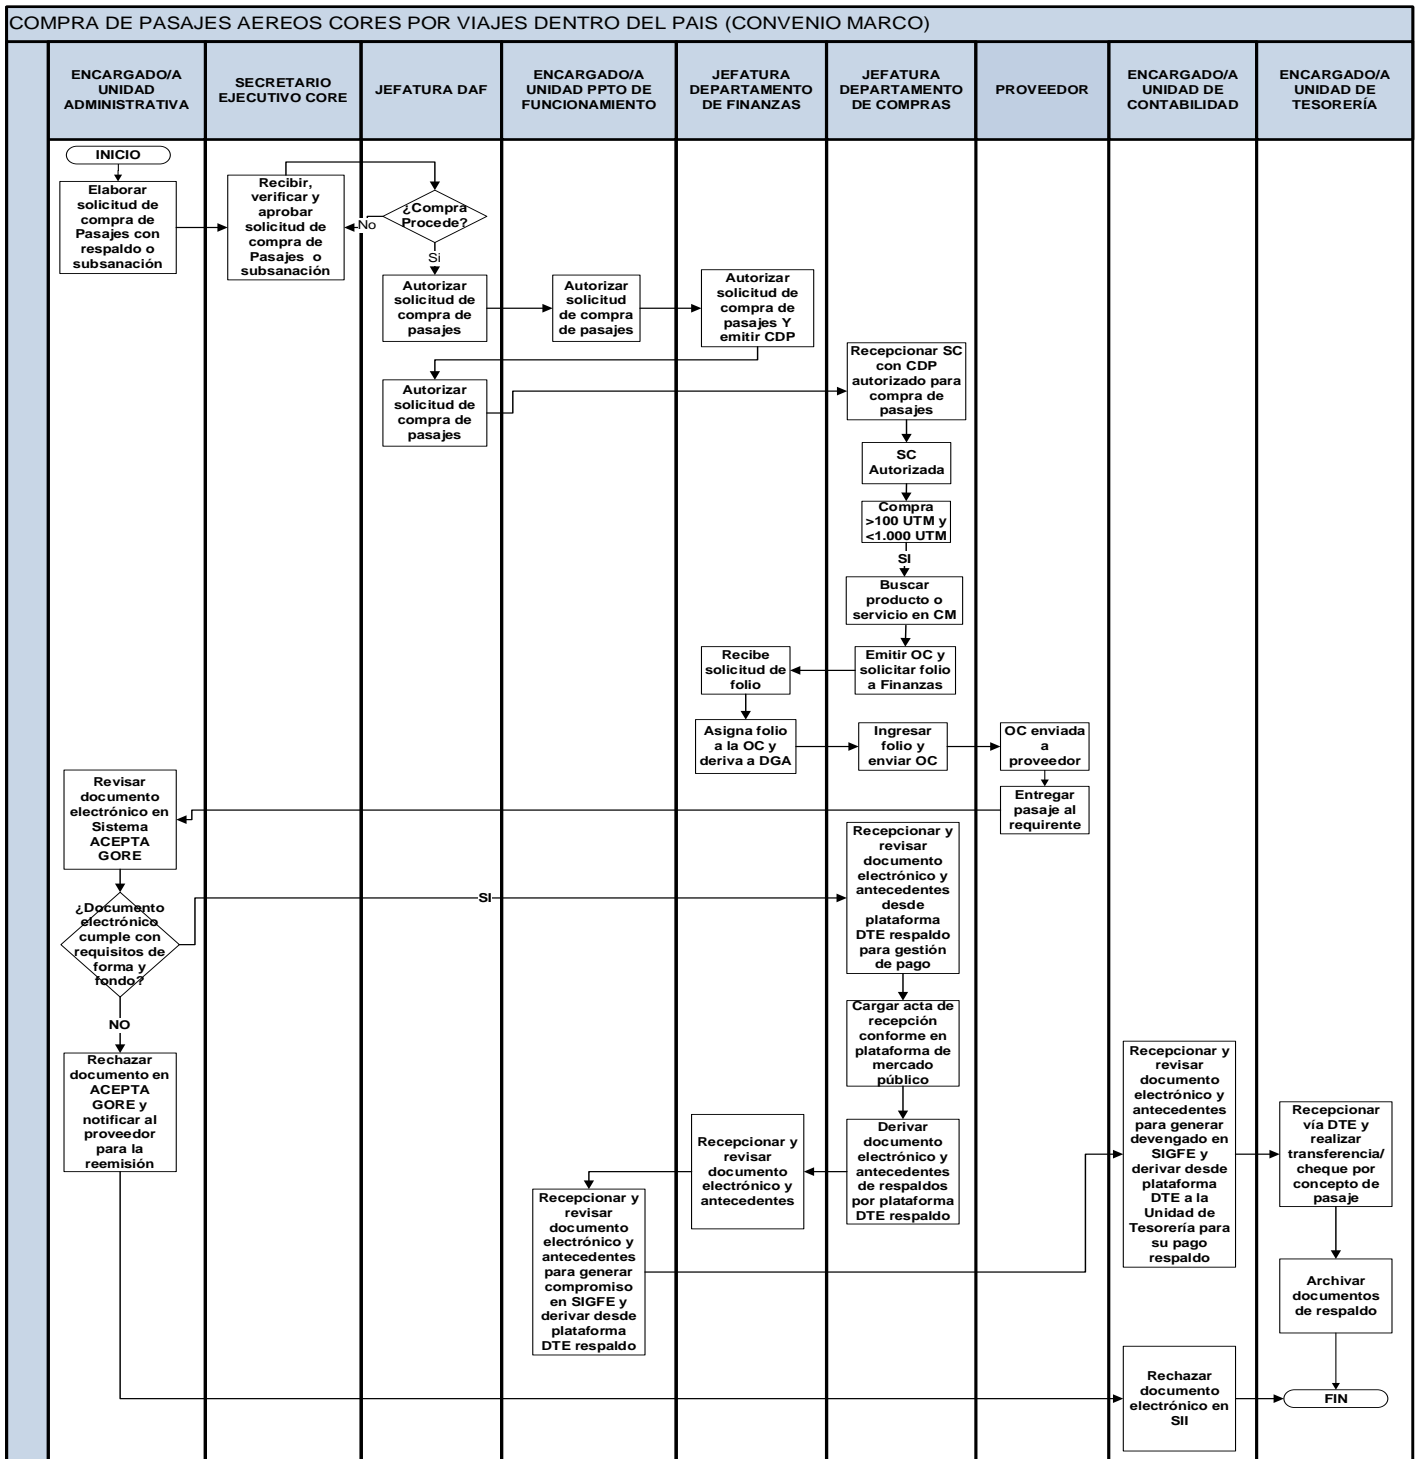 COMPRA DE PASAJES AEREOS CORES POR VIAJES DENTRO DEL PAIS (CONVENIO MARCO)
ENCARGADO/A
UNIDAD
ADMINISTRATIVA
SECRETARIO
EJECUTIVO CORE
JEFATURA DAF
ENCARGADO/A
UNIDAD PPTO DE
FUNCIONAMIENTO
JEFATURA
DEPARTAMENTO
DE FINANZAS
JEFATURA
DEPARTAMENTO
DE COMPRAS
PROVEEDOR
ENCARGADO/A
UNIDAD DE
CONTABILIDAD
ENCARGADO/A
UNIDAD DE
TESORERÍA
INICIO
Elaborar
solicitud de
compra de
Pasajes con
respaldo o
subsanación
Recibir,
verificar y
aprobar
solicitud de
compra de
Pasajes o
subsanación
¿Compra
Procede?
No
Si
Autorizar
solicitud de
compra de
pasajes
Autorizar
solicitud
de compra
de pasajes
Autorizar
solicitud de
compra de
pasajes Y
emitir CDP
Autorizar
solicitud de
compra de
pasajes
Recepcionar SC
con CDP
autorizado para
compra de
pasajes
SC
Autorizada
Compra
>100 UTM y
<1.000 UTM
SI
Buscar
producto o
servicio en CM
Emitir OC y
solicitar folio
a Finanzas
Recibe
solicitud de
folio
Asigna folio
a la OC y
deriva a DGA
Ingresar
folio y
enviar OC
OC enviada
a
proveedor
Entregar
pasaje al
requirente
Revisar
documento
electrónico en
Sistema
ACEPTA
GORE
¿Documento
electrónico
cumple con
requisitos de
forma y
fondo?
SI
NO
Rechazar
documento en
ACEPTA
GORE y
notificar al
proveedor
para la
reemisión
Recepcionar y
revisar
documento
electrónico y
antecedentes
desde
plataforma
DTE respaldo
para gestión
de pago
Cargar acta de
recepción
conforme en
plataforma de
mercado
público
Derivar
documento
electrónico y
antecedentes
de respaldos
por plataforma
DTE respaldo
Recepcionar y
revisar
documento
electrónico y
antecedentes
Recepcionar y
revisar
documento
electrónico y
antecedentes
para generar
compromiso
en SIGFE y
derivar desde
plataforma
DTE respaldo
Recepcionar y
revisar
documento
electrónico y
antecedentes
para generar
devengado en
SIGFE y
derivar desde
plataforma
DTE a la
Unidad de
Tesorería para
su pago
respaldo
Recepcionar
vía DTE y
realizar
transferencia/
cheque por
concepto de
pasaje
Archivar
documentos
de respaldo
Rechazar
documento
electrónico en
SII
FIN